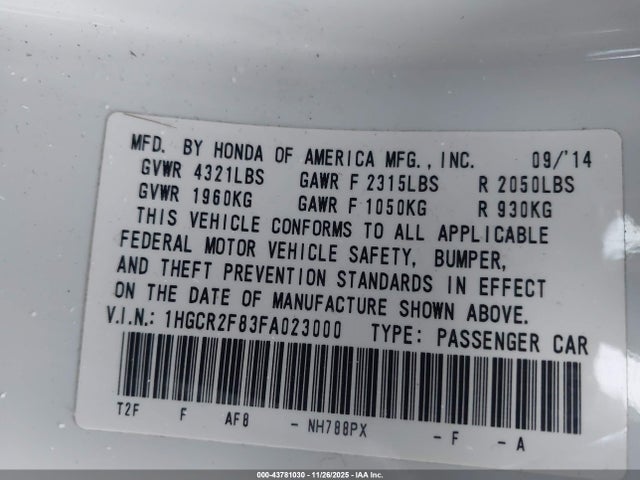 MFD. BY HONDA OF AMERICA MFG., INC. 09/'14
GVWR 4321LBS GAWR F 2315LBS R 2050LBS
GVWR 1960KG GAWR F 1050KG R 930KG
THIS VEHICLE CONFORMS TO ALL APPLICABLE
FEDERAL MOTOR VEHICLE SAFETY, BUMPER,
AND THEFT PREVENTION STANDARDS IN EFFECT
ON THE DATE OF MANUFACTURE SHOWN ABOVE.
V.I.N.: 1HGCR2F83FA023000 TYPE: PASSENGER CAR
T2F F AF8 - NH788PX - F - A
000-43781030 - 11/26/2025 - IAA Inc.